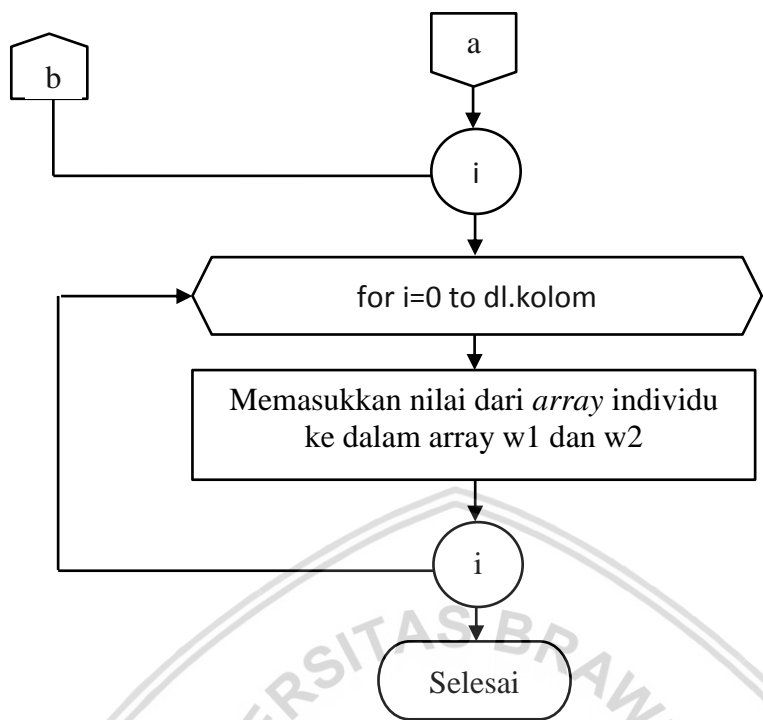 a
b
i
for i=0 to dl.kolom
Memasukkan nilai dari array individu
ke dalam array w1 dan w2
i
Selesai